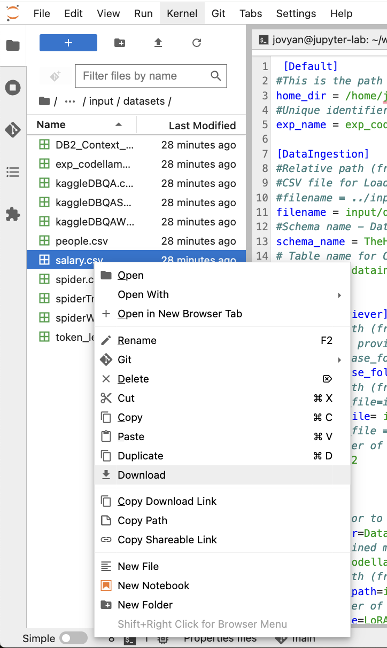 File Edit View Run Kernel Git Tabs Settings Help
jovyan@jupyter-lab: ~/w
Filter files by name
/ ··· / input / datasets /
Name Last Modified
DB2_Context_... 28 minutes ago
exp_codellam... 28 minutes ago
kaggleDBQA.c... 28 minutes ago
kaggleDBQAS... 28 minutes ago
kaggleDBQAW... 28 minutes ago
people.csv 28 minutes ago
salary.csv 28 minutes ago
spider.c
spiderTr
spiderW
token_le
1 [Default]
2 #This is the path
3 home_dir = /home/j
4 #Unique identifier
5 exp_name = exp_cod
6
7 [DataIngestion]
8 #Relative path (fr
9 #CSV file for Load
10 #filename = ../inp
11 filename = input/d
12 #Schema name – Dat
13 schema_name = TheH
14 # Table name for C
datain
iever]
th (fr
provi
ase_fo
se_fol
th (fr
file=i
ile= i
file =
er of
2
or to
r=Data
ined m
odella
th (fr
path=i
er of
e=LoRA
Open
Open With
Open in New Browser Tab
Rename F2
Git
Delete
Cut ⌘ X
Copy ⌘ C
Paste ⌘ V
Duplicate ⌘ D
Download
Copy Download Link
Copy Path
Copy Shareable Link
New File
New Notebook
New Folder
Shift+Right Click for Browser Menu
Simple 8 1 Properties files main